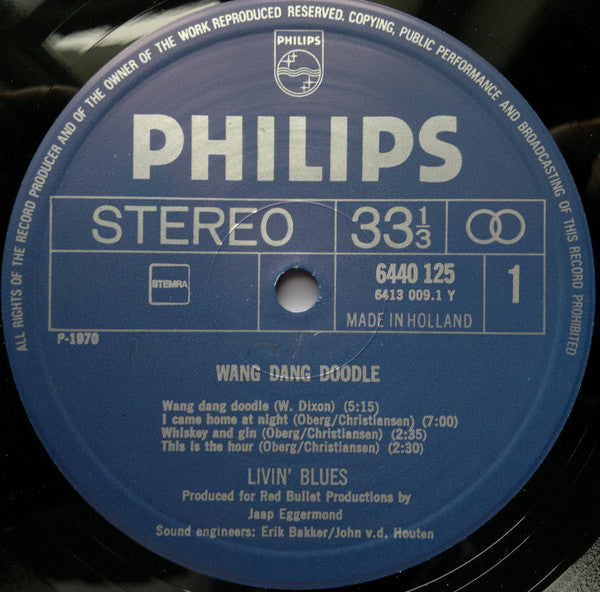 ALL RIGHTS OF THE RECORD PRODUCER AND OF THE OWNER OF THE WORK REPRODUCED RESERVED. COPYING, PUBLIC PERFORMANCE AND BROADCASTING OF THIS RECORD PROHIBITED
PHILIPS
PHILIPS
STEREO 33⅓
STEMRA 6440 125 1
6413 009.1 Y
MADE IN HOLLAND
P-1970
WANG DANG DOODLE
Wang dang doodle (W. Dixon) (5:15)
I came home at night (Oberg/Christiansen) (7:00)
Whiskey and gin (Oberg/Christiansen) (2:35)
This is the hour (Oberg/Christiansen) (2:30)
LIVIN' BLUES
Produced for Red Bullet Productions by
Jaap Eggermond
Sound engineers: Erik Bakker/John v.d. Houten